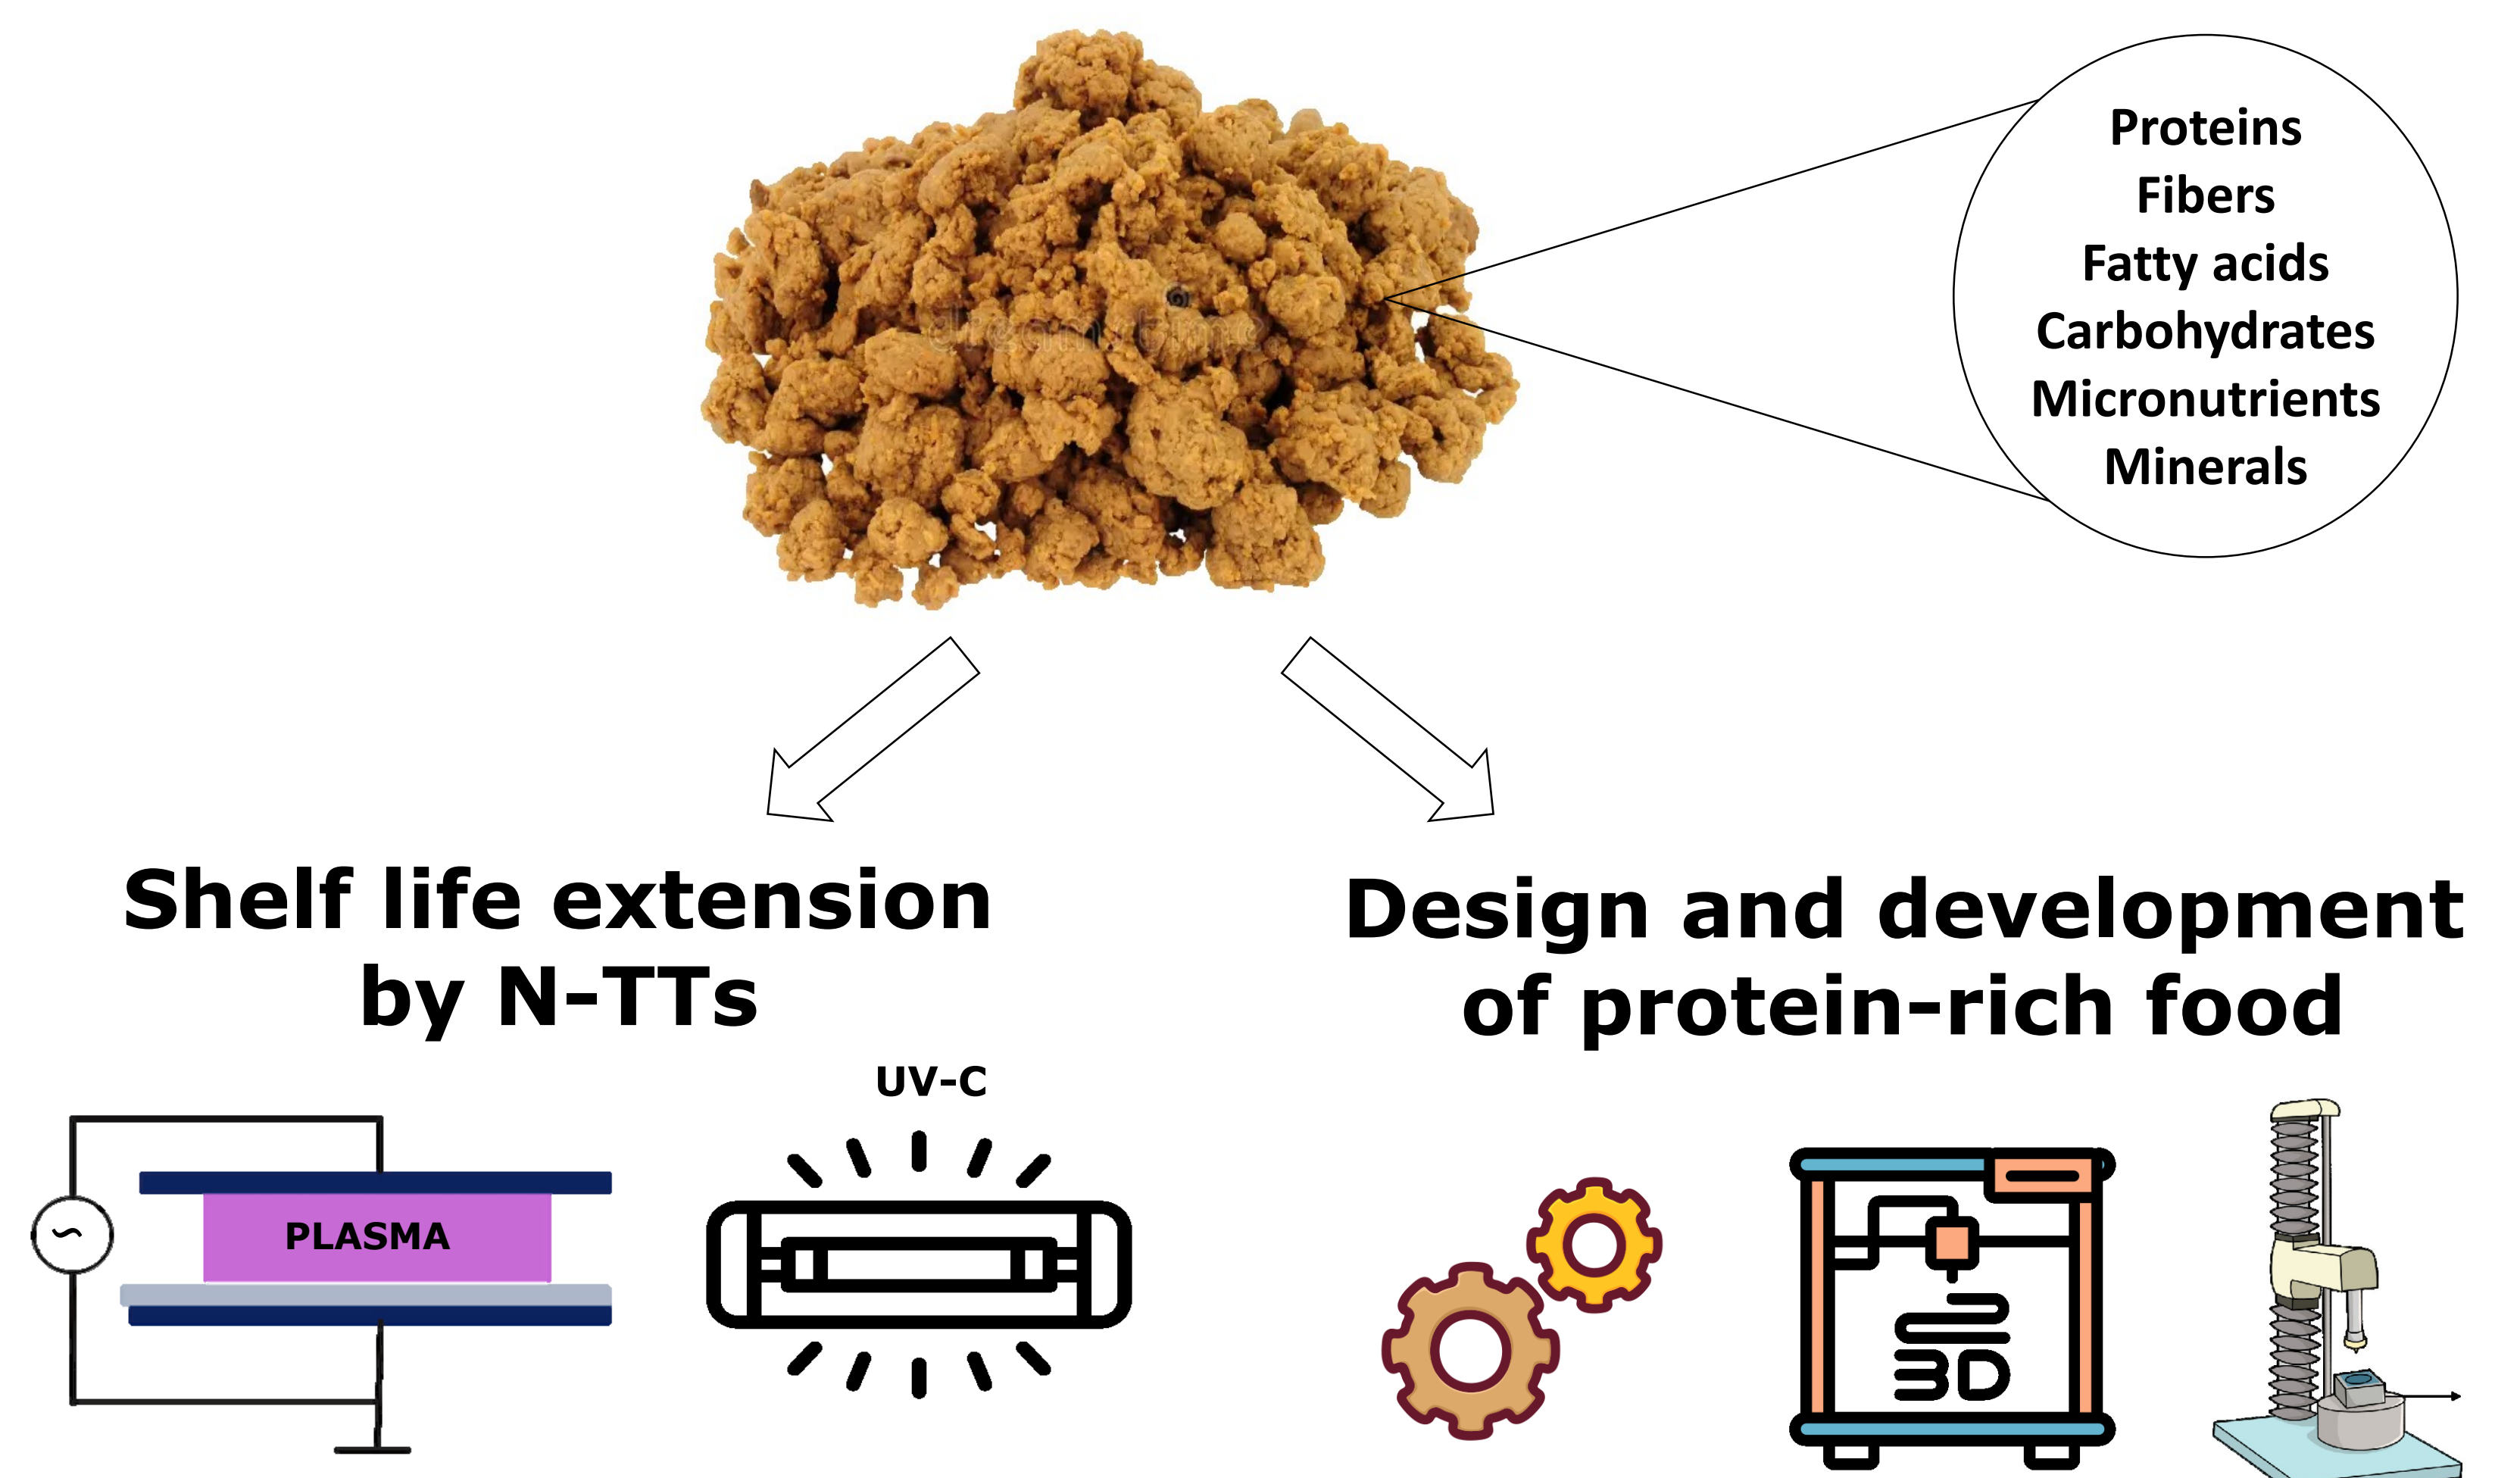 Proteins
Fibers
Fatty acids
Carbohydrates
Micronutrients
Minerals
dreamstime
Shelf life extension
by N-TTs
Design and development
of protein-rich food
UV-C
PLASMA
~
3D